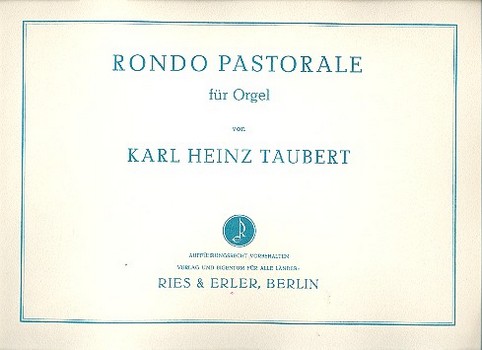 RONDO PASTORALE
für Orgel
von
KARL HEINZ TAUBERT
AUFFÜHRUNGSRECHT VORBEHALTEN
VERLAG UND EIGENTUM FÜR ALLE LÄNDER:
RIES & ERLER, BERLIN